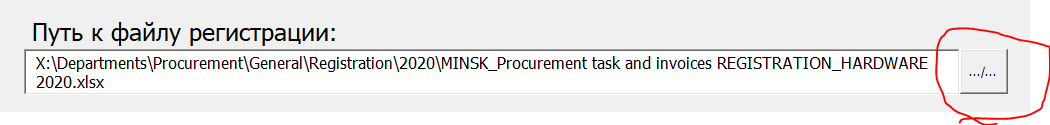 Путь к файлу регистрации:
X:\Departments\Procurement\General\Registration\2020\MINSK_Procurement task and invoices REGISTRATION_HARDWARE
2020.xlsx
.../...